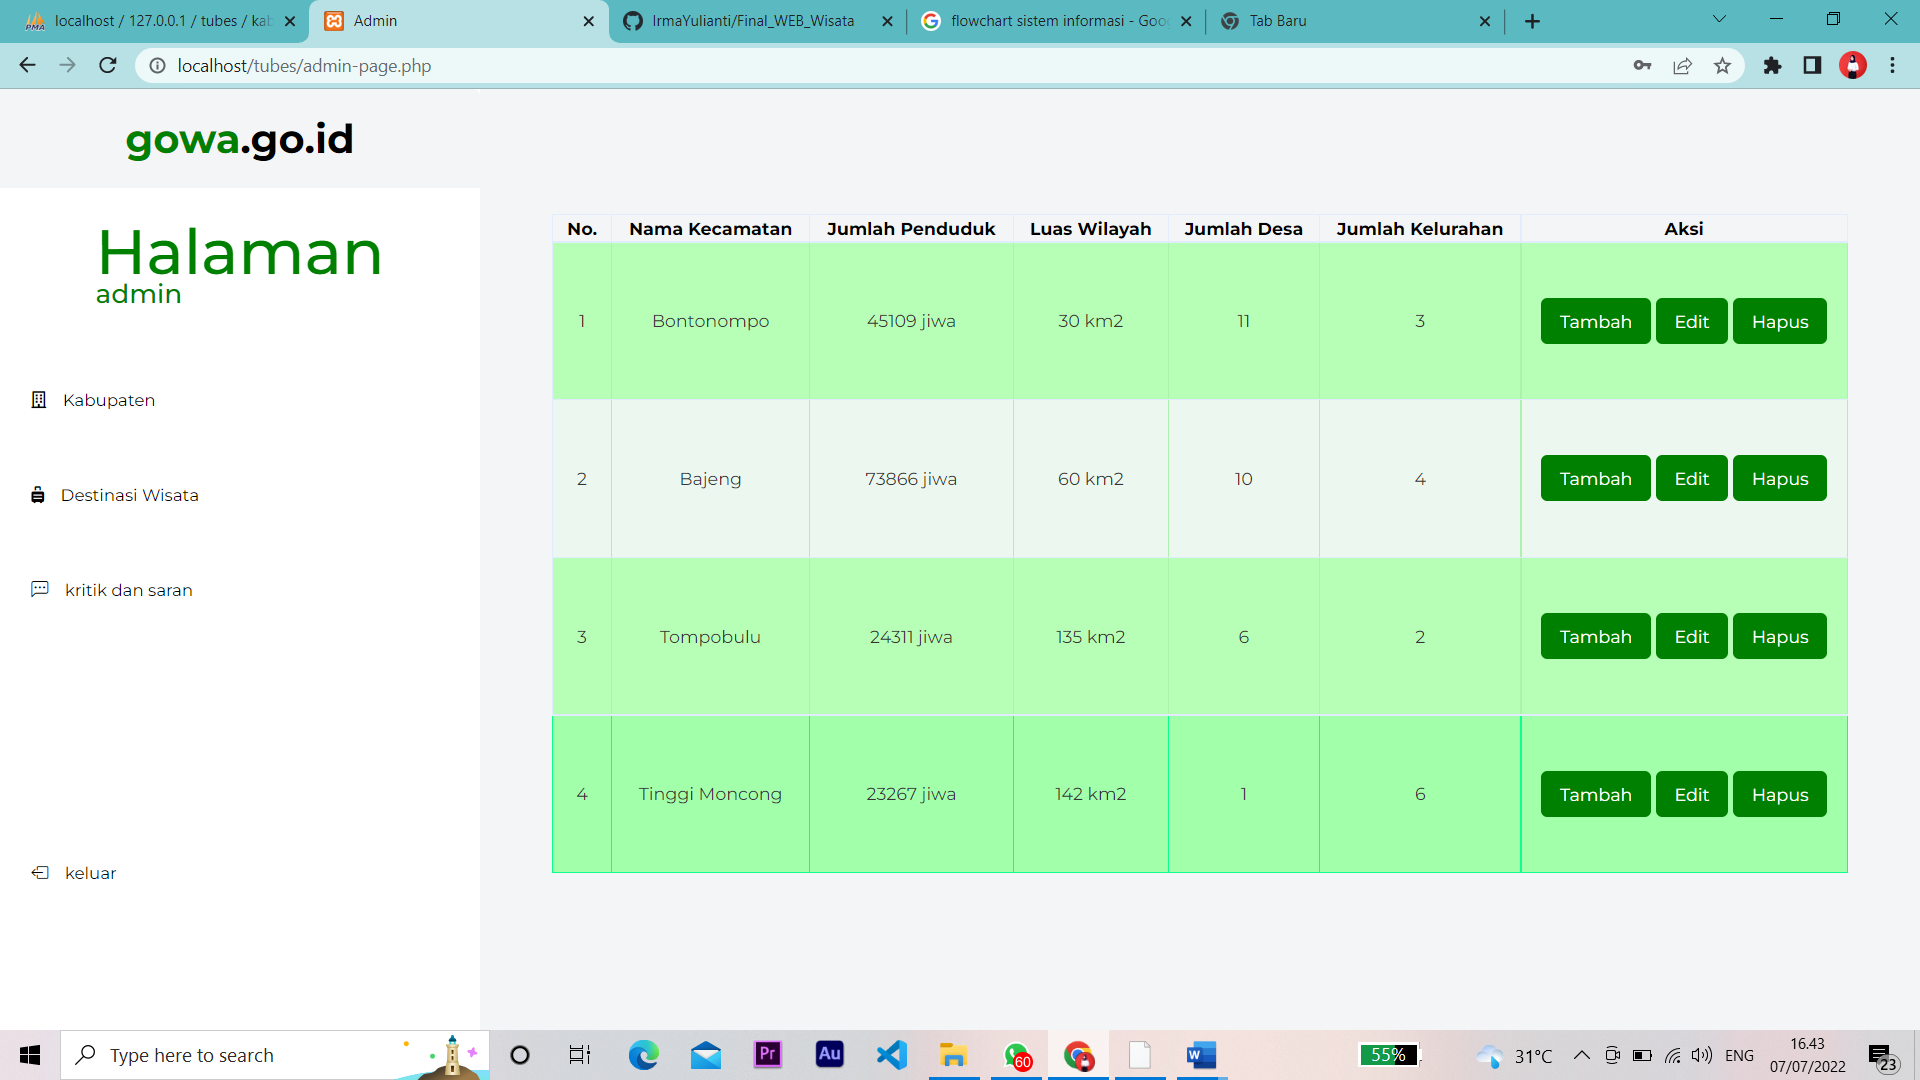 localhost / 127.0.0.1 / tubes / kab
Admin
IrmaYulianti/Final_WEB_Wisata
flowchart sistem informasi - Goo
Tab Baru
localhost/tubes/admin-page.php
gowa.go.id
Halaman
admin
Kabupaten
Destinasi Wisata
kritik dan saran
keluar
No. Nama Kecamatan Jumlah Penduduk Luas Wilayah Jumlah Desa Jumlah Kelurahan Aksi
1 Bontonompo 45109 jiwa 30 km2 11 3 Tambah Edit Hapus
2 Bajeng 73866 jiwa 60 km2 10 4 Tambah Edit Hapus
3 Tompobulu 24311 jiwa 135 km2 6 2 Tambah Edit Hapus
4 Tinggi Moncong 23267 jiwa 142 km2 1 6 Tambah Edit Hapus
Type here to search
Pr
Au
60
W
55%
31°C
ENG
16.43
07/07/2022
23